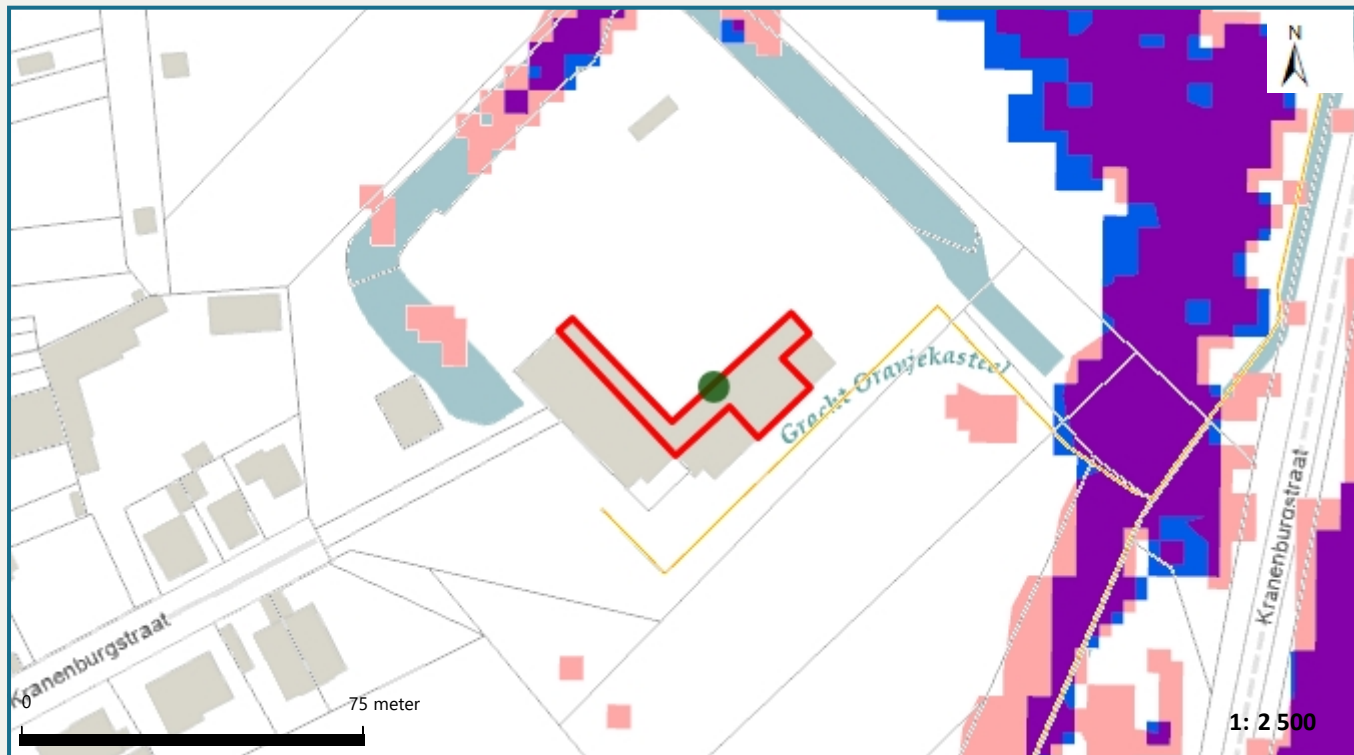 N
Gracht Oranjekasteel
Kranenburgstraat
Kranenburgstraat
0
75 meter
1: 2 500